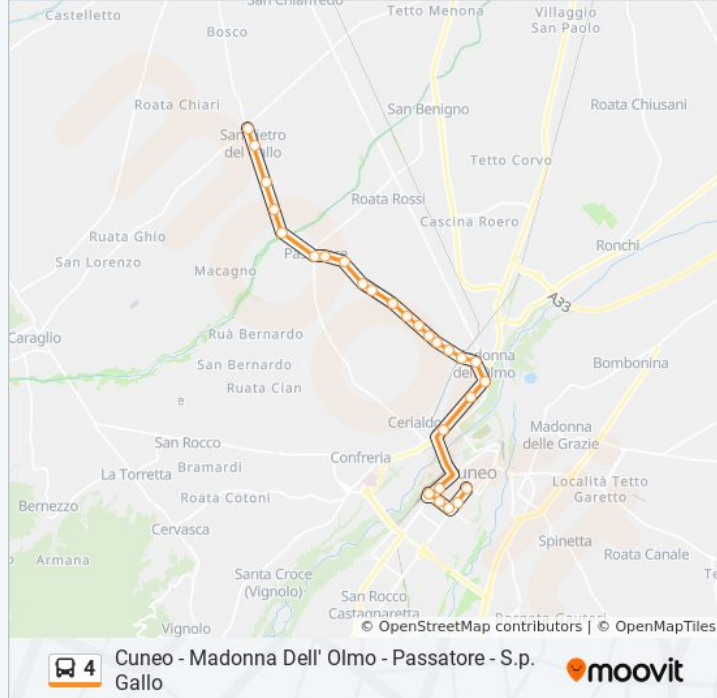 San Chiaffredo
Castelletto
Tetto Menona
Villaggio
San Paolo
Bosco
Roata Chiari
San Benigno
Roata Chiusani
San Pietro
del Gallo
Tetto Corvo
Roata Rossi
Cascina Roero
Ruata Ghio
Ronchi
San Lorenzo
Macagno
A33
Caraglio
Ruà Bernardo
San Bernardo
Bombonina
Ruata Cian
e
Cerialdo
Madonna
delle Grazie
San Rocco
Confreria
Bramardi
La Torretta
Cuneo
Località Tetto
Garetto
Roata Cotoni
Bernezzo
Cervasca
Spinetta
Armana
Roata Canale
Santa Croce
(Vignolo)
Te
San Rocco
Castagnaretta
Vignolo
© OpenStreetMap contributors | © OpenMapTiles
4 Cuneo - Madonna Dell' Olmo - Passatore - S.p.
Gallo
moovit